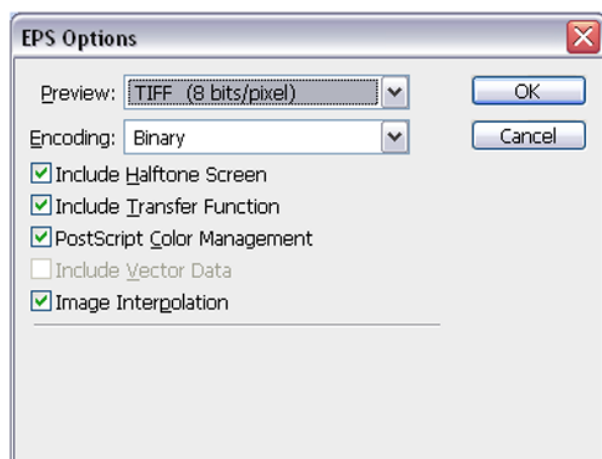 EPS Options
Preview: TIFF (8 bits/pixel) OK
Encoding: Binary Cancel
Include Halftone Screen
Include Transfer Function
PostScript Color Management
Include Vector Data
Image Interpolation